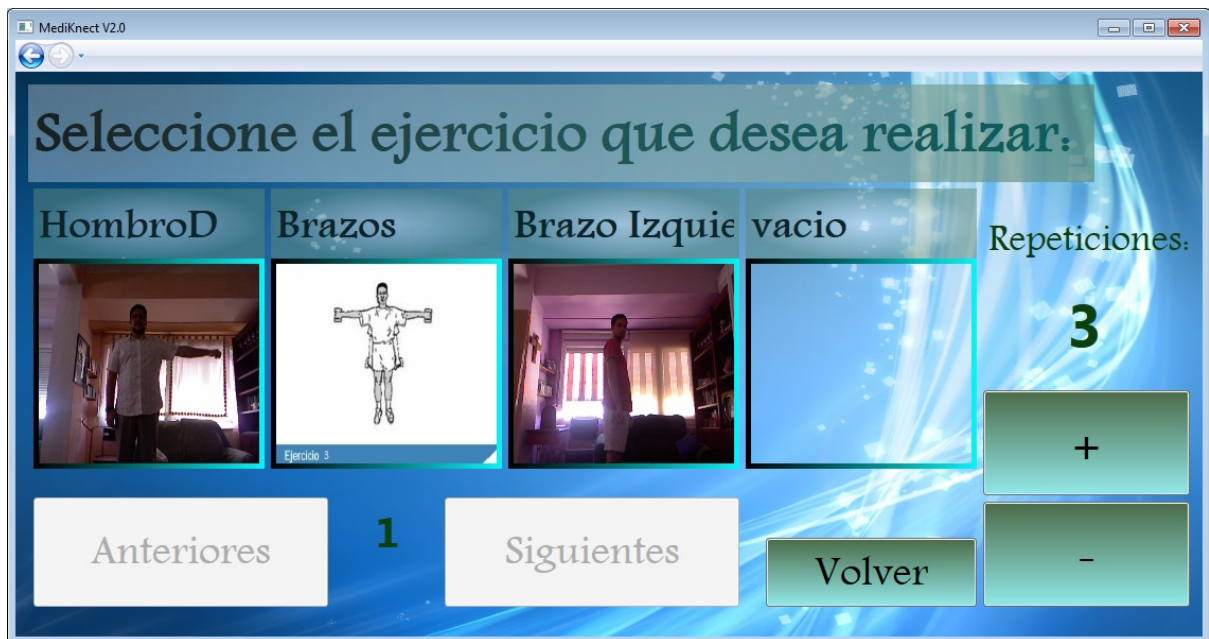 MediKnect V2.0
Seleccione el ejercicio que desea realizar:
HombroD
Brazos
Brazo Izquie
vacio
Repeticiones:
3
Ejercicio 3
+
Anteriores
1
Siguientes
Volver
-